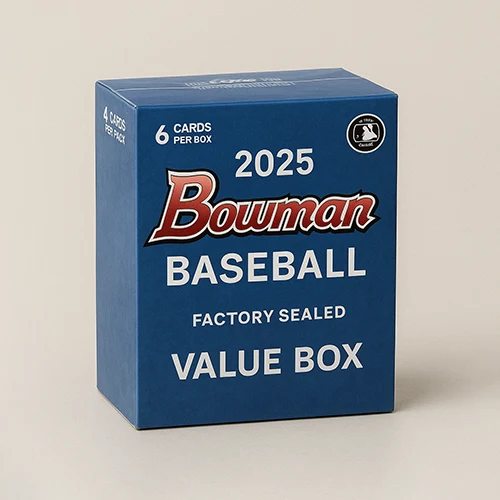 6 CARDS
PER BOX
4 CARDS
PER PACK
2025
Bowman
BASEBALL
FACTORY SEALED
VALUE BOX